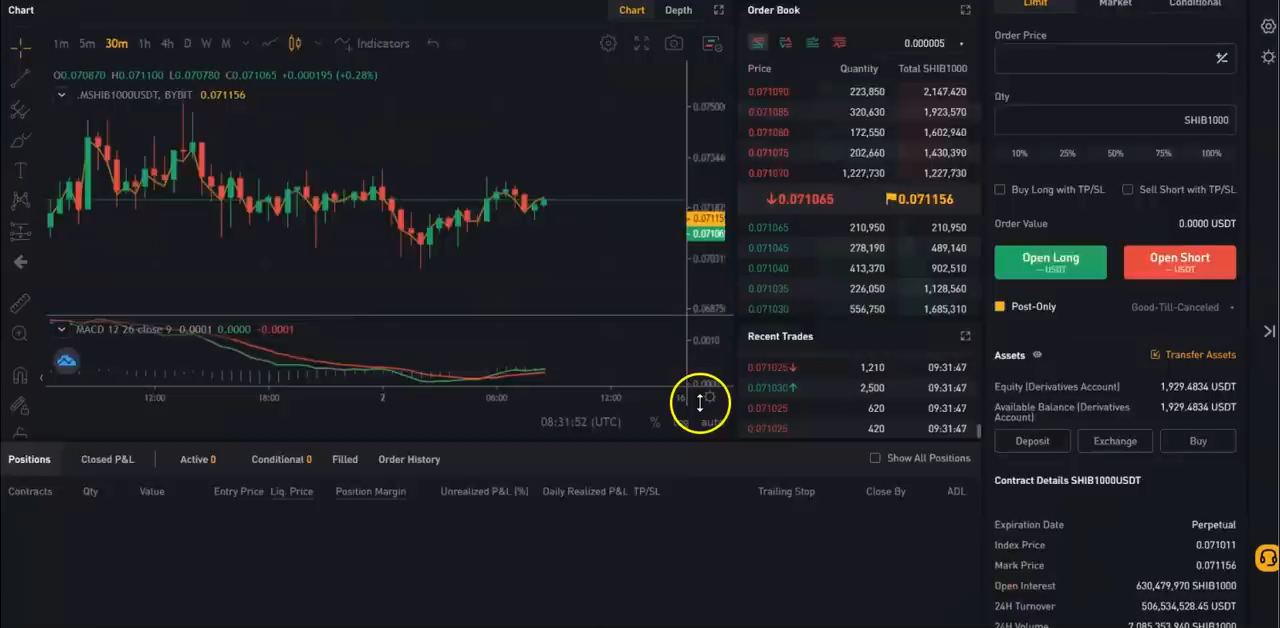 Chart
Chart Depth
1m 5m 30m 1h 4h D W M
Indicators
O0.070870 H0.071100 L0.070780 C0.071065 +0.000195 (+0.28%)
.MSHIB1000USDT, BYBIT 0.071156
0.07500
0.07344
0.07187
0.07115
0.07106
0.07031
0.06875
MACD 12 26 close 9 0.0001 0.0000 -0.0001
0.0010
12:00 18:00 2 06:00 12:00 16
08:31:52 (UTC) %
Order Book
0.000005
Price Quantity Total SHIB1000
0.071090 223,850 2,147,420
0.071085 320,630 1,923,570
0.071080 172,550 1,602,940
0.071075 202,660 1,430,390
0.071070 1,227,730 1,227,730
↓0.071065 0.071156
0.071065 210,950 210,950
0.071045 278,190 489,140
0.071040 413,370 902,510
0.071035 226,050 1,128,560
0.071030 556,750 1,685,310
Recent Trades
0.071025↓ 1,210 09:31:47
0.071030↑ 2,500 09:31:47
0.071025 620 09:31:47
0.071025 420 09:31:47
Limit Market Conditional
Order Price
Qty
SHIB1000
10% 25% 50% 75% 100%
Buy Long with TP/SL Sell Short with TP/SL
Order Value 0.0000 USDT
Open Long
-- USDT
Open Short
-- USDT
Post-Only Good-Till-Canceled
Assets Transfer Assets
Equity (Derivatives Account) 1,929.4834 USDT
Available Balance (Derivatives
Account) 1,929.4834 USDT
Deposit Exchange Buy
Contract Details SHIB1000USDT
Expiration Date Perpetual
Index Price 0.071011
Mark Price 0.071156
Open Interest 630,479,970 SHIB1000
24H Turnover 506,534,528.45 USDT
24H Volume 7,085,353,940 SHIB1000
Positions Closed P&L Active 0 Conditional 0 Filled Order History
Show All Positions
Contracts Qty Value Entry Price Liq. Price Position Margin Unrealized P&L (%) Daily Realized P&L TP/SL Trailing Stop Close By ADL